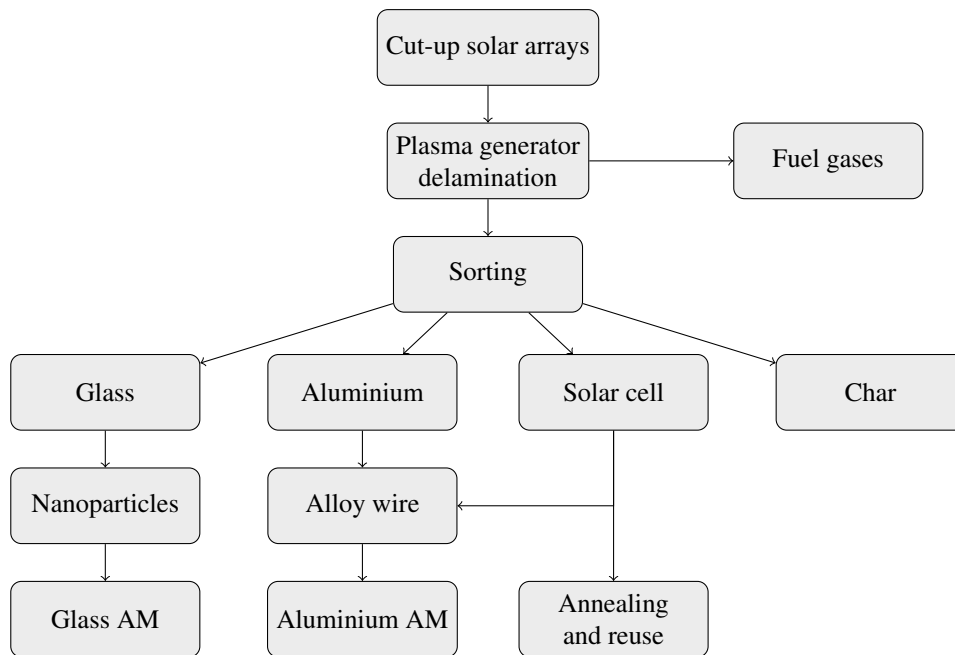 Cut-up solar arrays
Plasma generator
delamination
Fuel gases
Sorting
Glass
Aluminium
Solar cell
Char
Nanoparticles
Alloy wire
Glass AM
Aluminium AM
Annealing
and reuse